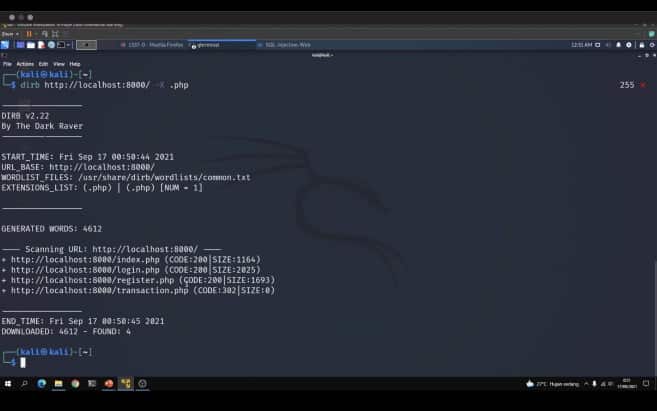 12:51 AM
File Actions Edit View Help
(kali㉿kali)-[~]
$ dirb http://localhost:8000/ -X .php
255
DIRB v2.22
By The Dark Raver
START_TIME: Fri Sep 17 00:50:44 2021
URL_BASE: http://localhost:8000/
WORDLIST_FILES: /usr/share/dirb/wordlists/common.txt
EXTENSIONS_LIST: (.php) | (.php) [NUM = 1]
GENERATED WORDS: 4612
---- Scanning URL: http://localhost:8000/ ----
+ http://localhost:8000/index.php (CODE:200|SIZE:1164)
+ http://localhost:8000/login.php (CODE:200|SIZE:2025)
+ http://localhost:8000/register.php (CODE:200|SIZE:1693)
+ http://localhost:8000/transaction.php (CODE:302|SIZE:0)
END_TIME: Fri Sep 17 00:50:45 2021
DOWNLOADED: 4612 - FOUND: 4
(kali㉿kali)-[~]
$
27°C Hujan sedang